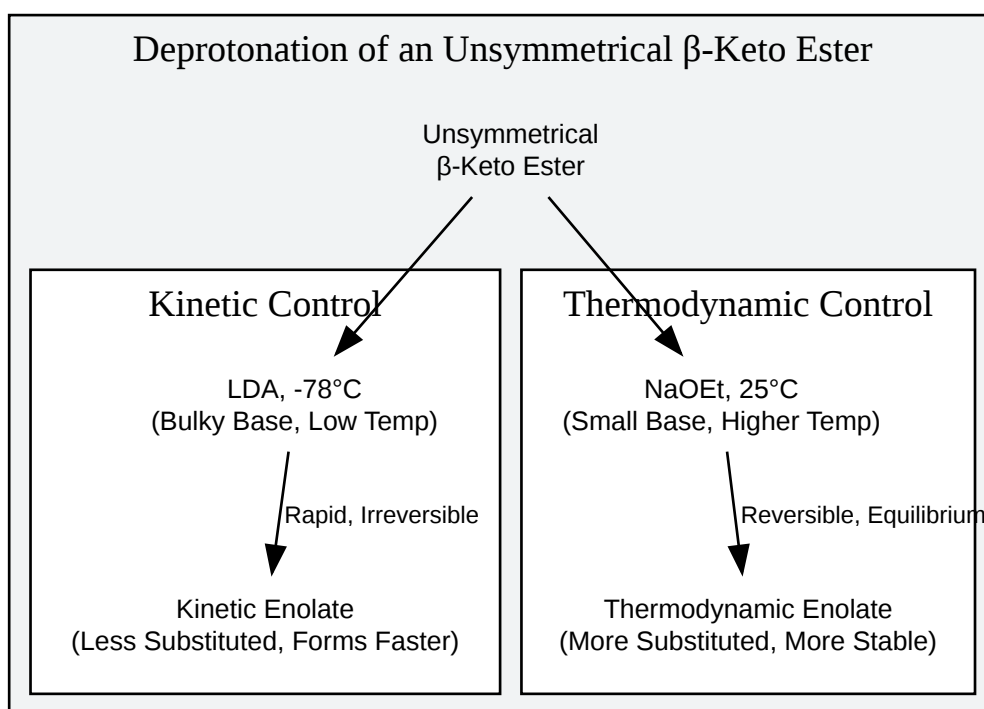 Deprotonation of an Unsymmetrical β-Keto Ester
Unsymmetrical
β-Keto Ester
Kinetic Control
LDA, -78°C
(Bulky Base, Low Temp)
Rapid, Irreversible
Kinetic Enolate
(Less Substituted, Forms Faster)
Thermodynamic Control
NaOEt, 25°C
(Small Base, Higher Temp)
Reversible, Equilibrium
Thermodynamic Enolate
(More Substituted, More Stable)